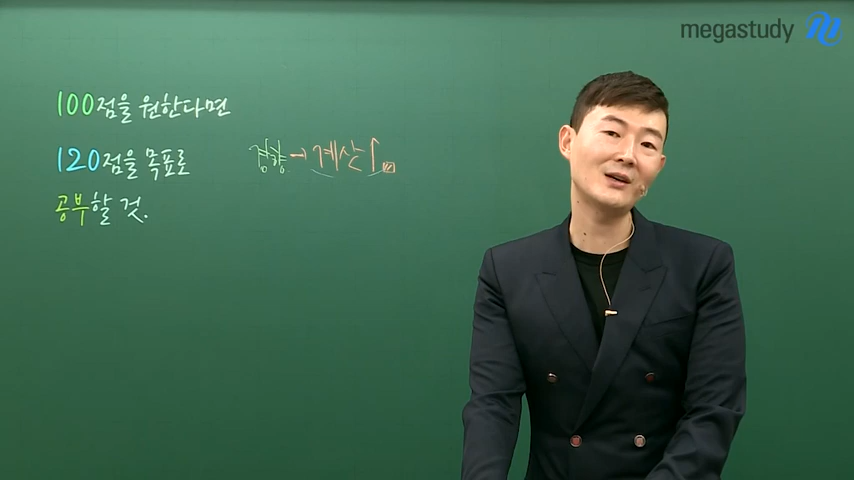 megastudy
100점을 원한다면
120점을 목표로
공부할 것.
경향→계산↑